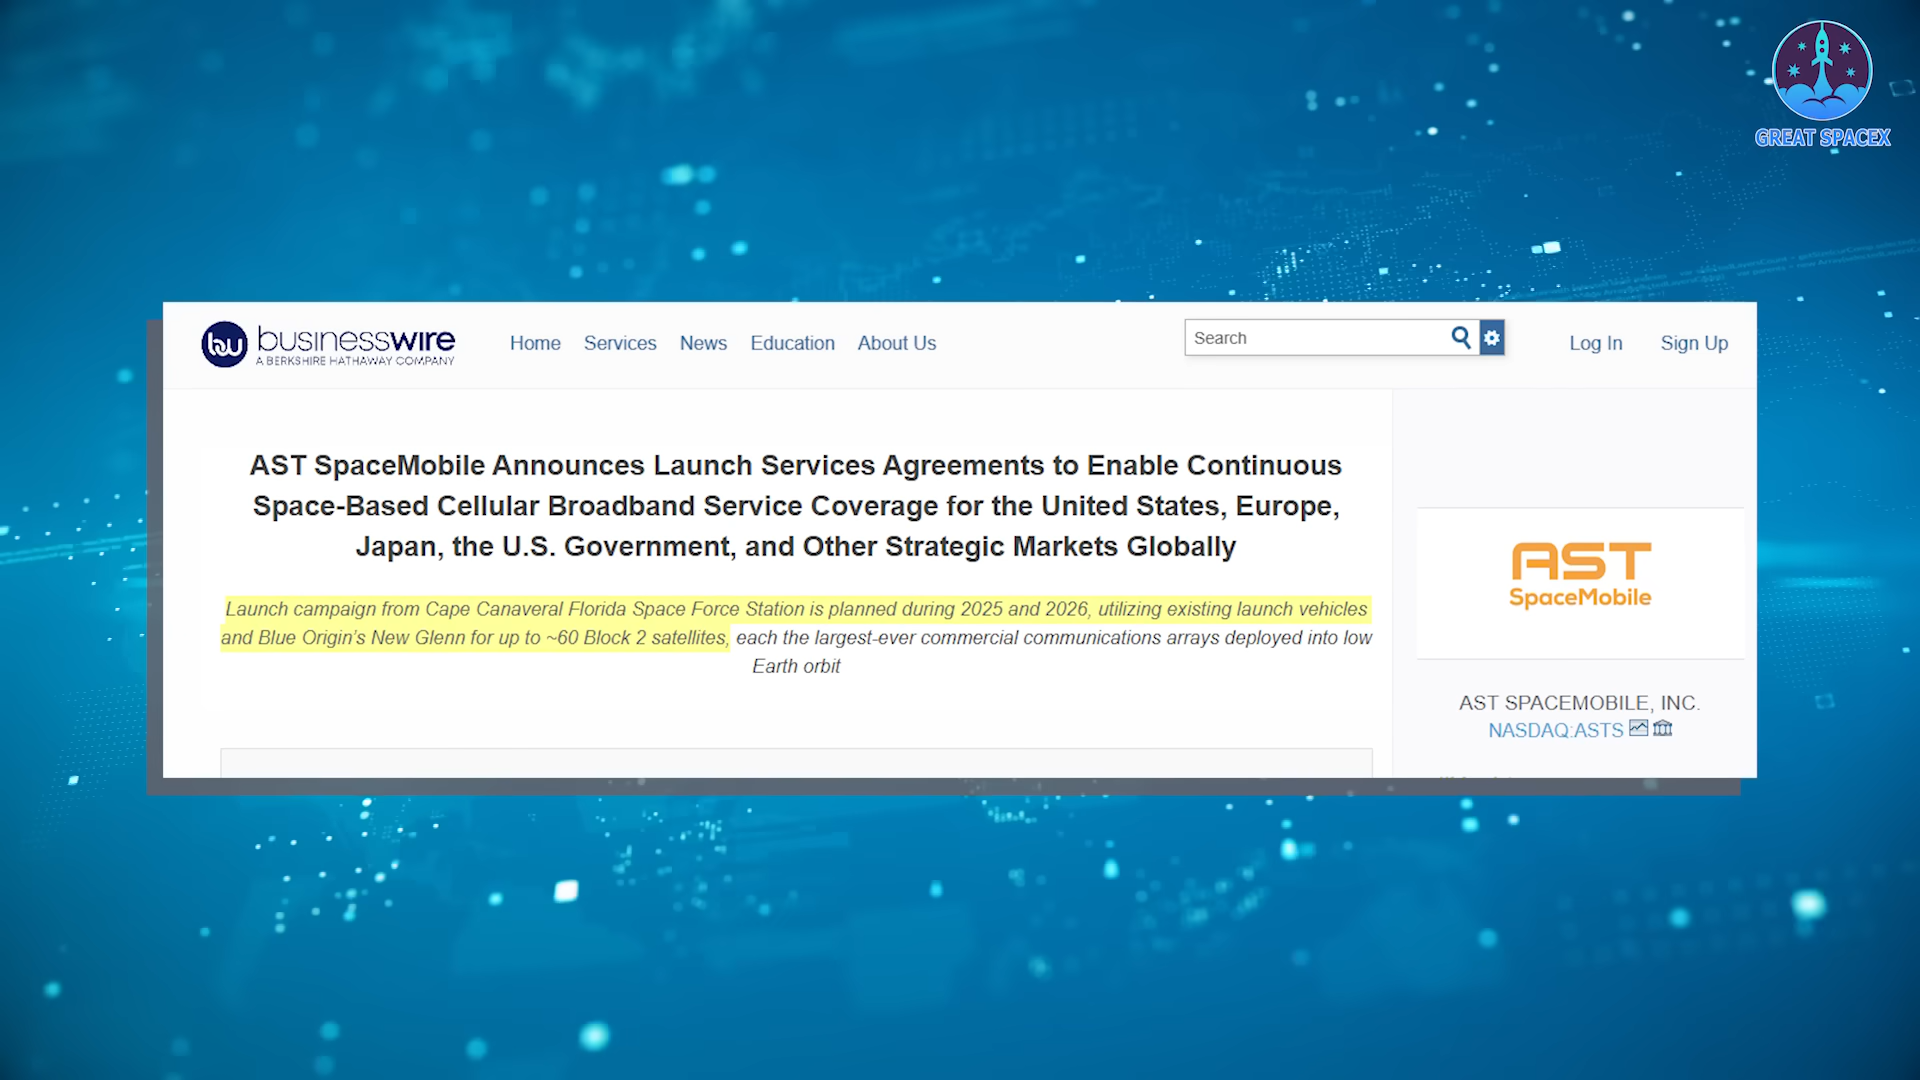 GREAT SPACEX
bw businesswire
A BERKSHIRE HATHAWAY COMPANY
Home Services News Education About Us
Search
Log In Sign Up
AST SpaceMobile Announces Launch Services Agreements to Enable Continuous
Space-Based Cellular Broadband Service Coverage for the United States, Europe,
Japan, the U.S. Government, and Other Strategic Markets Globally
Launch campaign from Cape Canaveral Florida Space Force Station is planned during 2025 and 2026, utilizing existing launch vehicles
and Blue Origin’s New Glenn for up to ~60 Block 2 satellites, each the largest-ever commercial communications arrays deployed into low
Earth orbit
AST
SpaceMobile
AST SPACEMOBILE, INC.
NASDAQ:ASTS